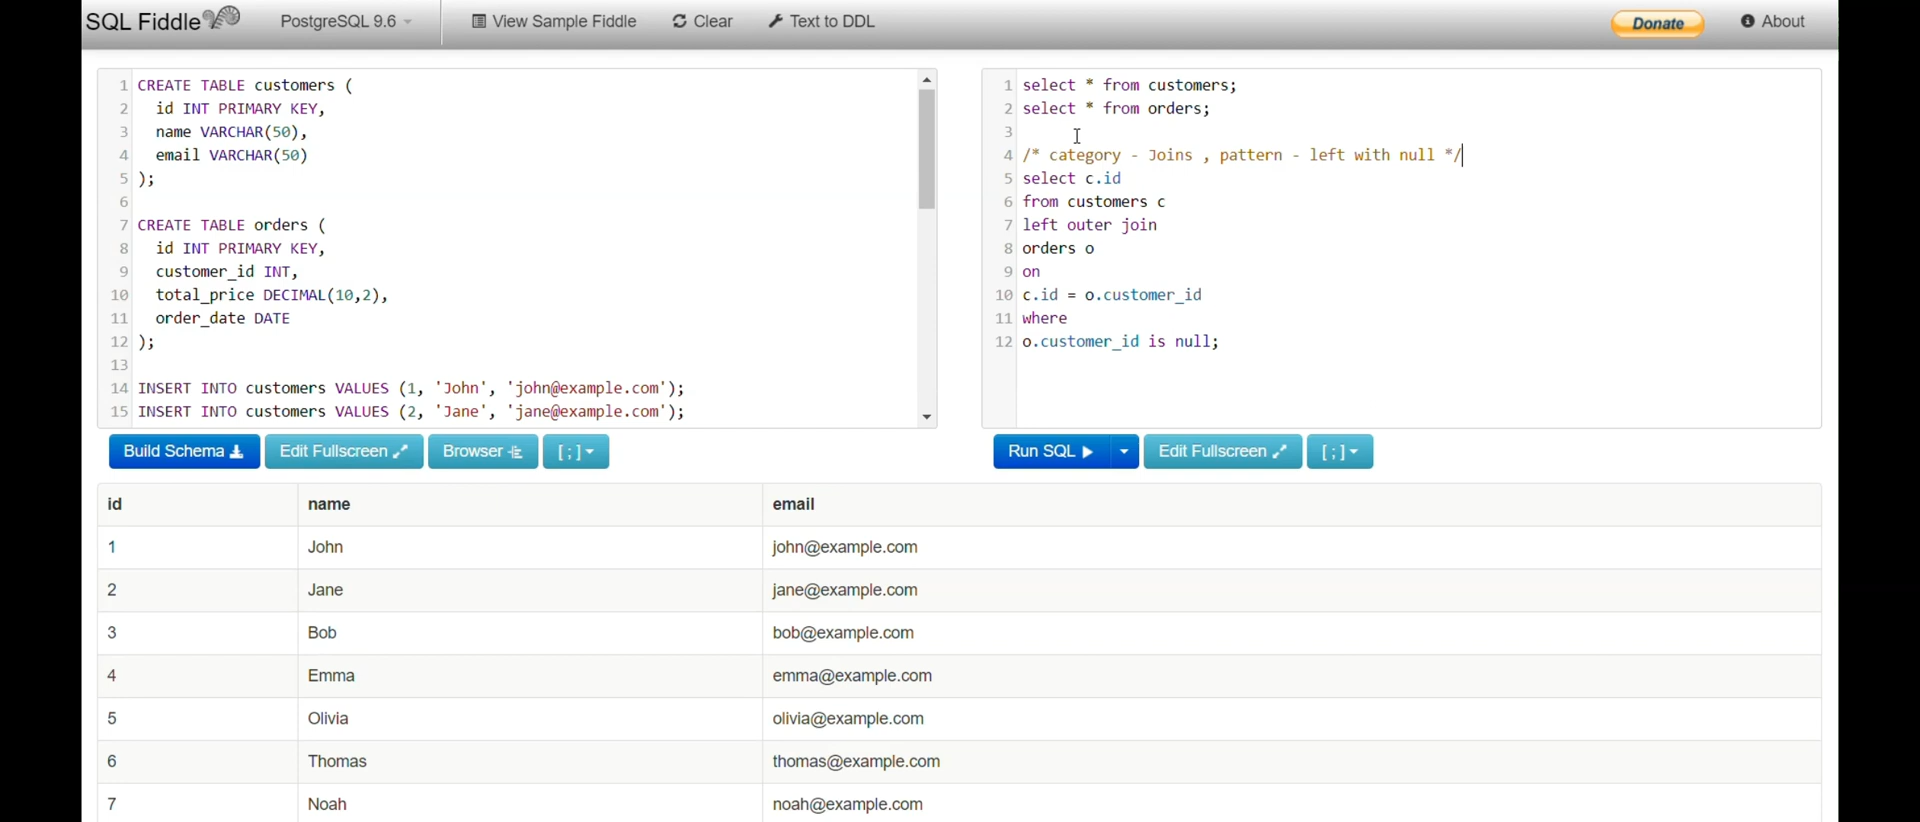 SQL Fiddle PostgreSQL 9.6 View Sample Fiddle Clear Text to DDL Donate About
1 CREATE TABLE customers (
2 id INT PRIMARY KEY,
3 name VARCHAR(50),
4 email VARCHAR(50)
5 );
6
7 CREATE TABLE orders (
8 id INT PRIMARY KEY,
9 customer_id INT,
10 total_price DECIMAL(10,2),
11 order_date DATE
12 );
13
14 INSERT INTO customers VALUES (1, 'John', 'john@example.com');
15 INSERT INTO customers VALUES (2, 'Jane', 'jane@example.com');
Build Schema Edit Fullscreen Browser [ ; ]
1 select * from customers;
2 select * from orders;
3
4 /* category - Joins , pattern - left with null */
5 select c.id
6 from customers c
7 left outer join
8 orders o
9 on
10 c.id = o.customer_id
11 where
12 o.customer_id is null;
Run SQL Edit Fullscreen [ ; ]
id name email
1 John john@example.com
2 Jane jane@example.com
3 Bob bob@example.com
4 Emma emma@example.com
5 Olivia olivia@example.com
6 Thomas thomas@example.com
7 Noah noah@example.com